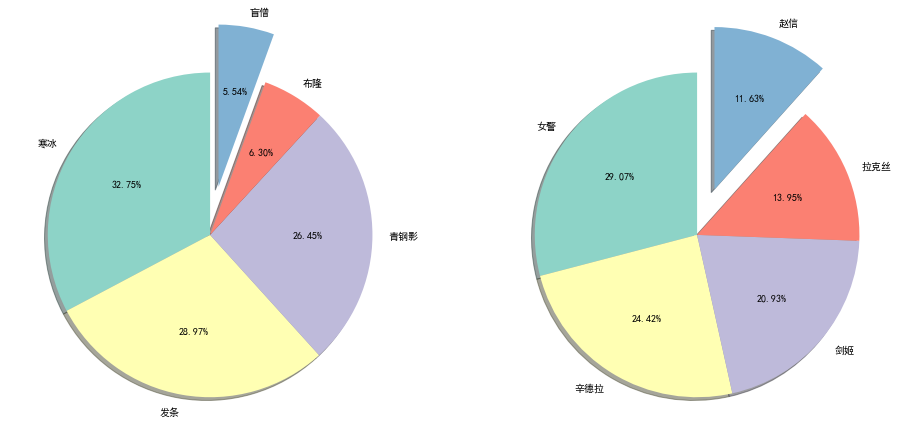 盲僧
5.54%
布隆
6.30%
寒冰
32.75%
青钢影
26.45%
28.97%
发条
赵信
11.63%
女警
29.07%
拉克丝
13.95%
24.42%
20.93%
剑姬
辛德拉